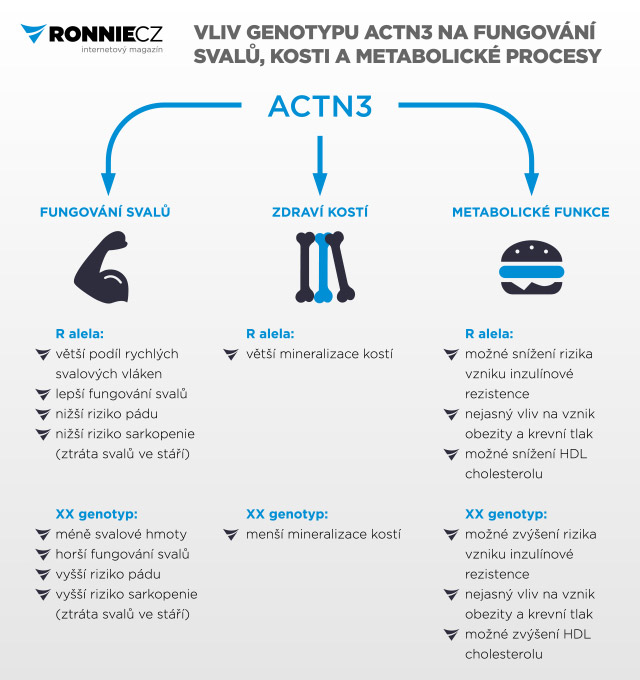 RONNIECZ
internetový magazín
VLIV GENOTYPU ACTN3 NA FUNGOVÁNÍ
SVALŮ, KOSTI A METABOLICKÉ PROCESY
ACTN3
FUNGOVÁNÍ SVALŮ
R alela:
větší podíl rychlých
svalových vláken
lepší fungování svalů
nižší riziko pádu
nižší riziko sarkopenie
(ztráta svalů ve stáří)
XX genotyp:
méně svalové hmoty
horší fungování svalů
vyšší riziko pádu
vyšší riziko sarkopenie
(ztráta svalů ve stáří)
ZDRAVÍ KOSTÍ
R alela:
větší mineralizace kostí
XX genotyp:
menší mineralizace kostí
METABOLICKÉ FUNKCE
R alela:
možné snížení rizika
vzniku inzulínové
rezistence
nejasný vliv na vznik
obezity a krevní tlak
možné snížení HDL
cholesterolu
XX genotyp:
možné zvýšení rizika
vzniku inzulínové
rezistence
nejasný vliv na vznik
obezity a krevní tlak
možné zvýšení HDL
cholesterolu